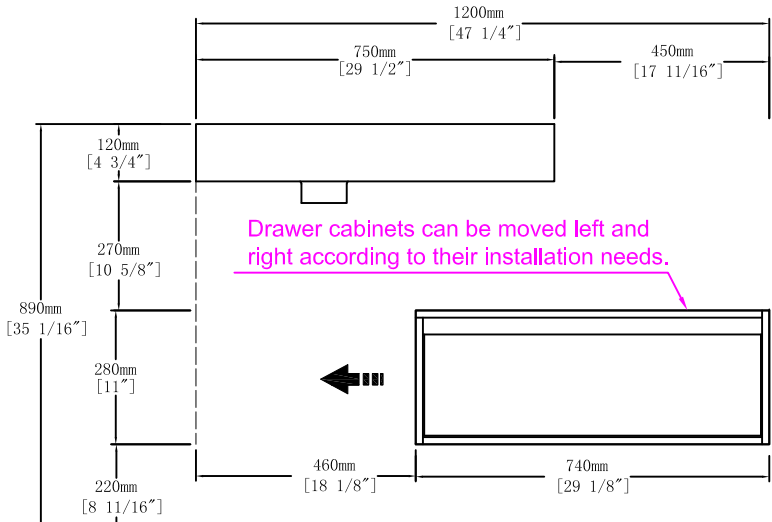 1200mm
[47 1/4″]
750mm
[29 1/2″]
450mm
[17 11/16″]
120mm
[4 3/4″]
Drawer cabinets can be moved left and
right according to their installation needs.
270mm
[10 5/8″]
890mm
[35 1/16″]
280mm
[11″]
460mm
[18 1/8″]
740mm
[29 1/8″]
220mm
[8 11/16″]